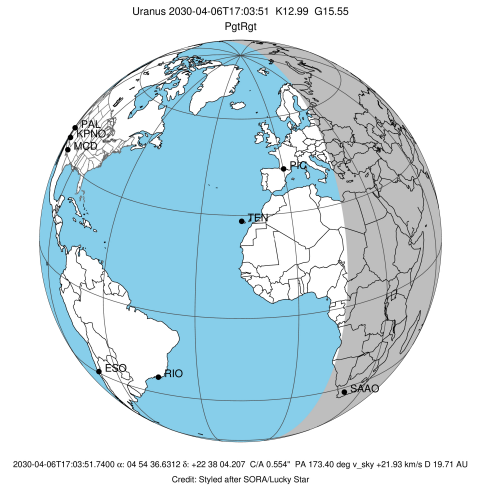 Uranus 2030-04-06T17:03:51 K12.99 G15.55
PgtRgt
PAL
KPNO
MCD
PIC
TEN
ESO
RIO
SAAO
2030-04-06T17:03:51.7400 α: 04 54 36.6312 δ: +22 38 04.207 C/A 0.554" PA 173.40 deg v_sky +21.93 km/s D 19.71 AU
Credit: Styled after SORA/Lucky Star